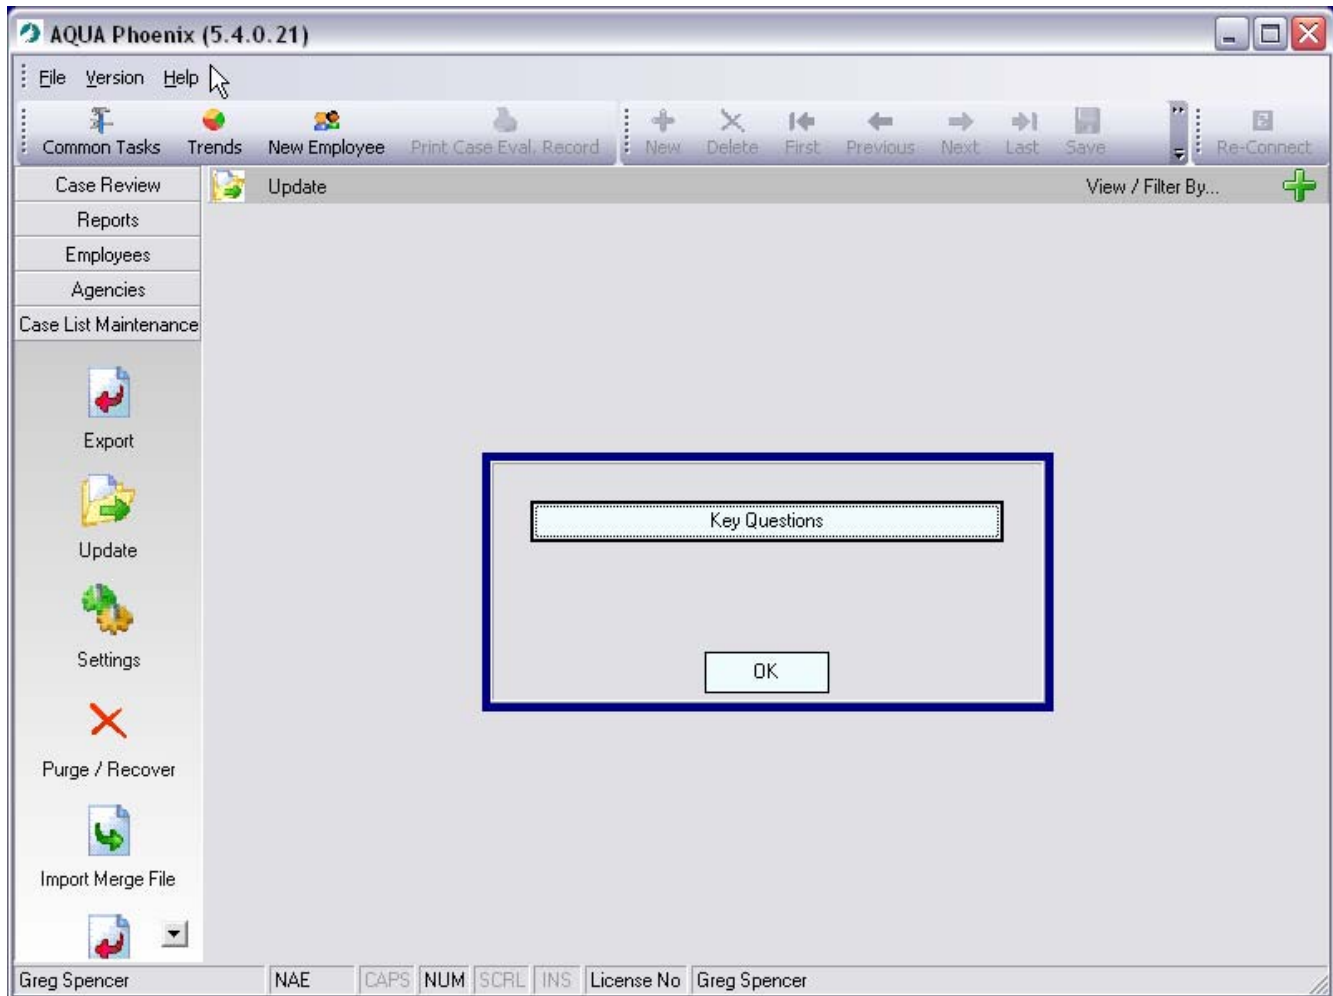 AQUA Phoenix (5.4.0.21)
File Version Help
Common Tasks Trends New Employee Print Case Eval. Record New Delete First Previous Next Last Save Re-Connect
Case Review
Update View / Filter By...
Reports
Employees
Agencies
Case List Maintenance
Export
Update
Settings
Purge / Recover
Import Merge File
Key Questions
OK
Greg Spencer NAE CAPS NUM SCRL INS License No Greg Spencer